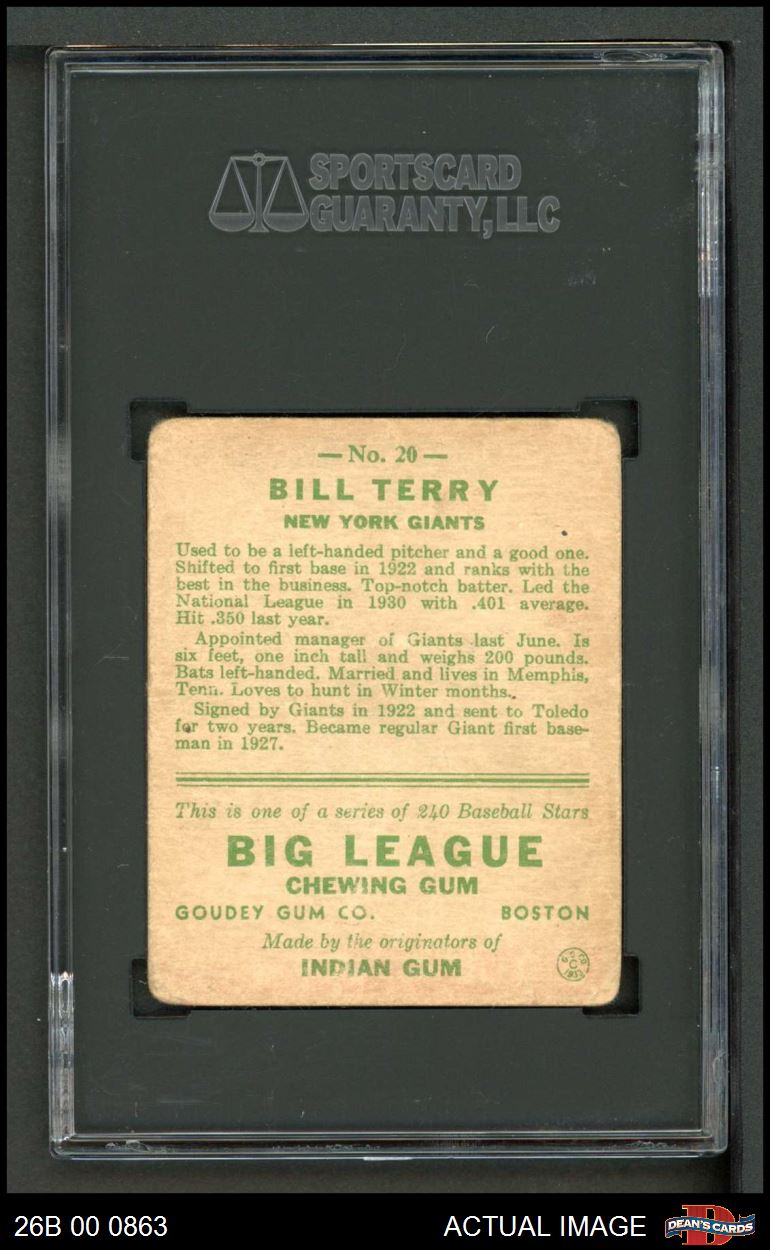 SPORTSCARD
GUARANTY, LLC
— No. 20 —
BILL TERRY
NEW YORK GIANTS
Used to be a left-handed pitcher and a good one.
Shifted to first base in 1922 and ranks with the
best in the business. Top-notch batter. Led the
National League in 1930 with .401 average.
Hit .350 last year.
Appointed manager of Giants last June. Is
six feet, one inch tall and weighs 200 pounds.
Bats left-handed. Married and lives in Memphis,
Tenn. Loves to hunt in Winter months.
Signed by Giants in 1922 and sent to Toledo
for two years. Became regular Giant first base-
man in 1927.
This is one of a series of 240 Baseball Stars
BIG LEAGUE
CHEWING GUM
GOUDEY GUM CO. BOSTON
Made by the originators of
INDIAN GUM
26B 00 0863 ACTUAL IMAGE DEAN'S CARDS